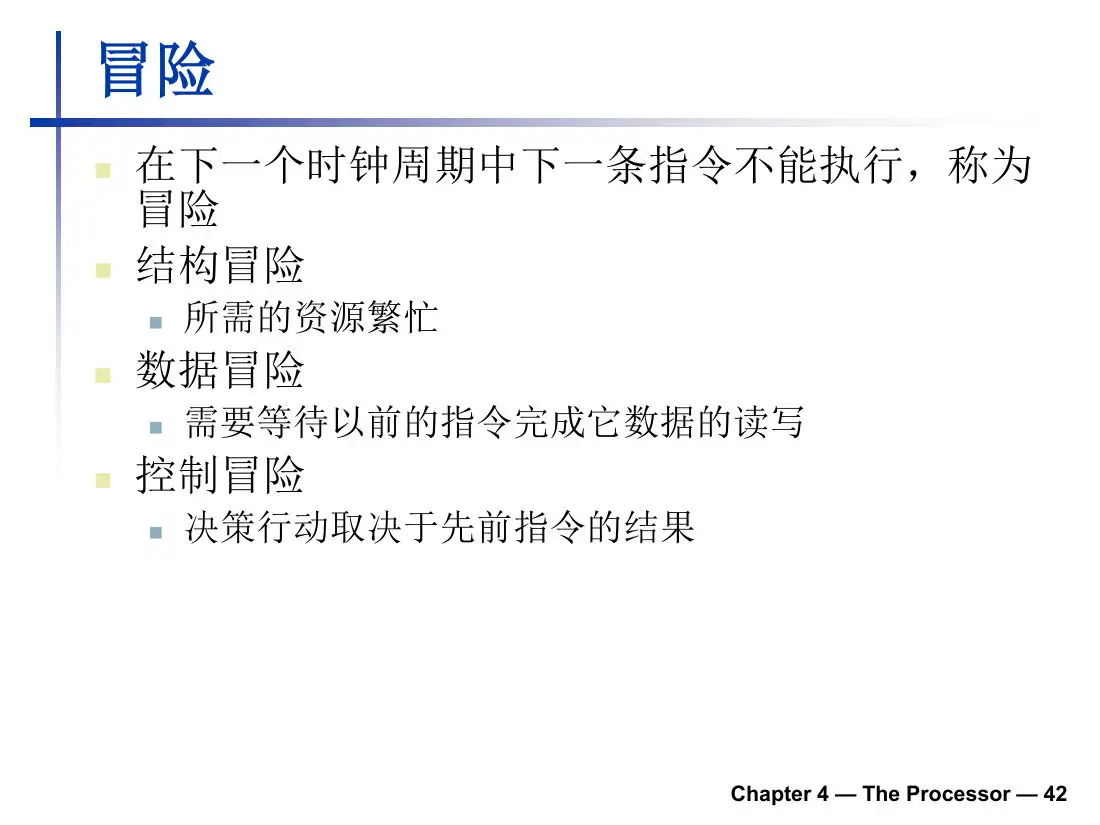 冒险
在下一个时钟周期中下一条指令不能执行，称为
冒险
结构冒险
所需的资源繁忙
数据冒险
需要等待以前的指令完成它数据的读写
控制冒险
决策行动取决于先前指令的结果
Chapter 4 — The Processor — 42